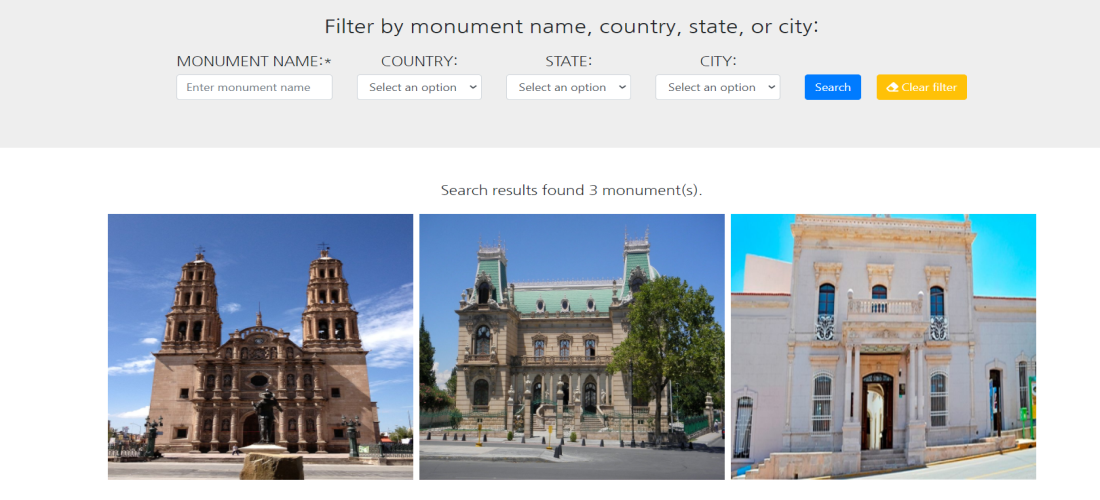 Filter by monument name, country, state, or city:
MONUMENT NAME:* COUNTRY: STATE: CITY:
Enter monument name Select an option Select an option Select an option Search Clear filter
Search results found 3 monument(s).